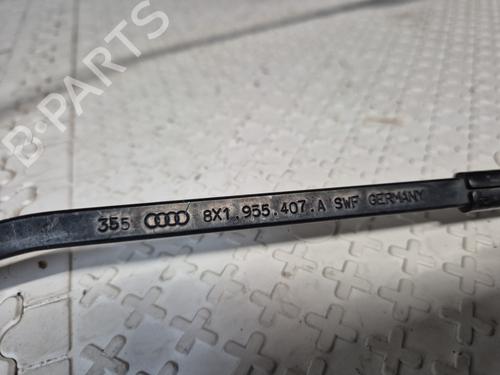 B-PARTS
355 8X1.955.407.A SWF GERMANY